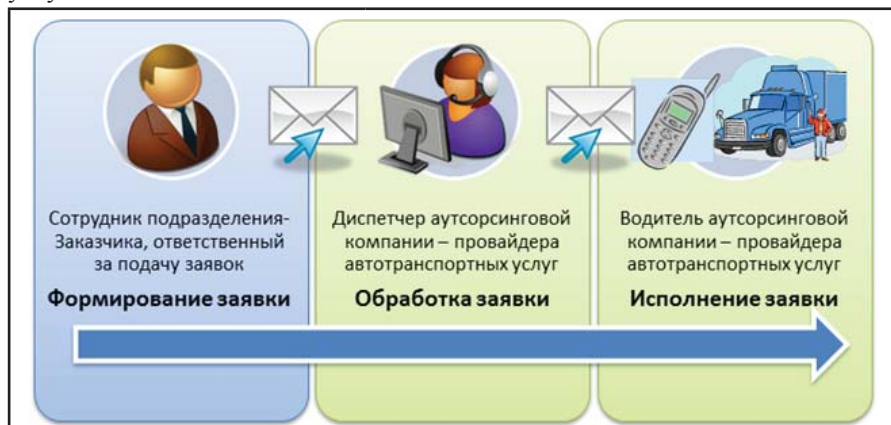 Сотрудник подразделения-
Заказчика, ответственный
за подачу заявок
Формирование заявки
Диспетчер аутсорсинговой
компании – провайдера
автотранспортных услуг
Обработка заявки
Водитель аутсорсинговой
компании – провайдера
автотранспортных услуг
Исполнение заявки